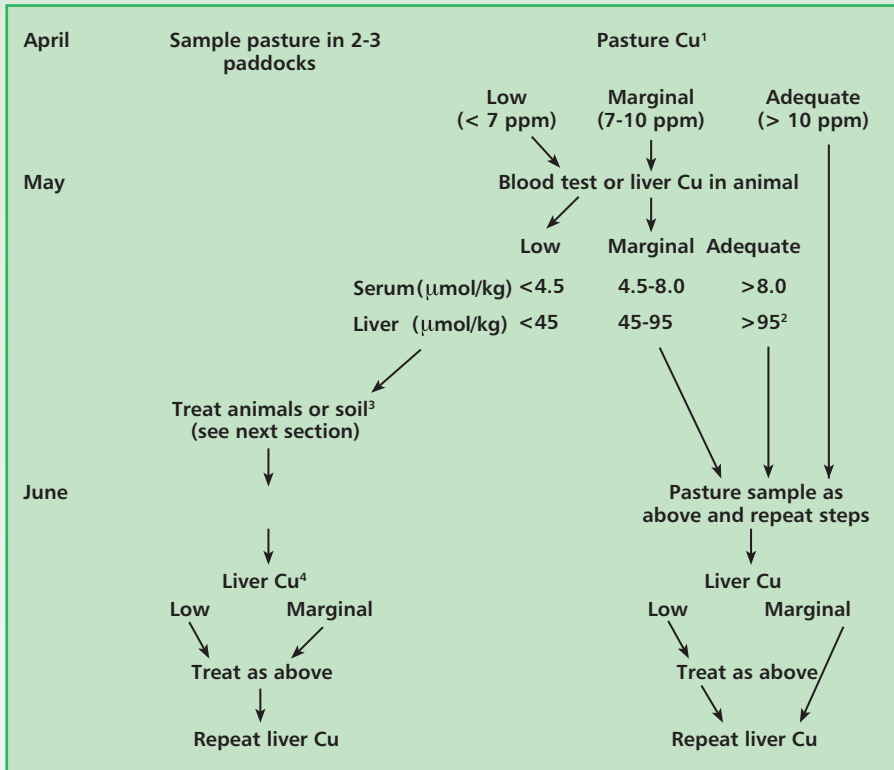 April Sample pasture in 2-3 Pasture Cu¹
paddocks
Low Marginal Adequate
(< 7 ppm) (7-10 ppm) (> 10 ppm)
May Blood test or liver Cu in animal
Low Marginal Adequate
Serum (μmol/kg) <4.5 4.5-8.0 >8.0
Liver (μmol/kg) <45 45-95 >95²
Treat animals or soil³
(see next section)
June Pasture sample as
above and repeat steps
Liver Cu⁴ Liver Cu
Low Marginal Low Marginal
Treat as above Treat as above
Repeat liver Cu Repeat liver Cu